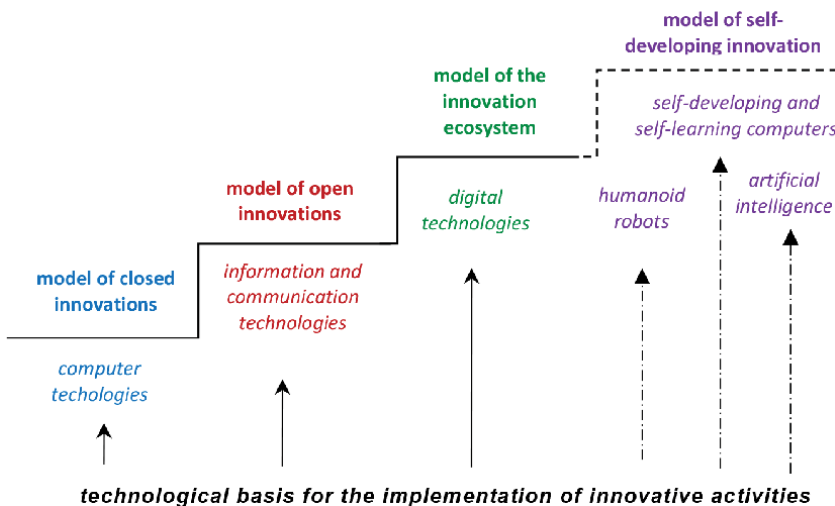 model of self-
developing innovation
model of the
innovation
ecosystem
self-developing and
self-learning computers
model of open
innovations
digital
technologies
humanoid
robots
artificial
intelligence
model of closed
innovations
information and
communication
technologies
computer
techologies
technological basis for the implementation of innovative activities